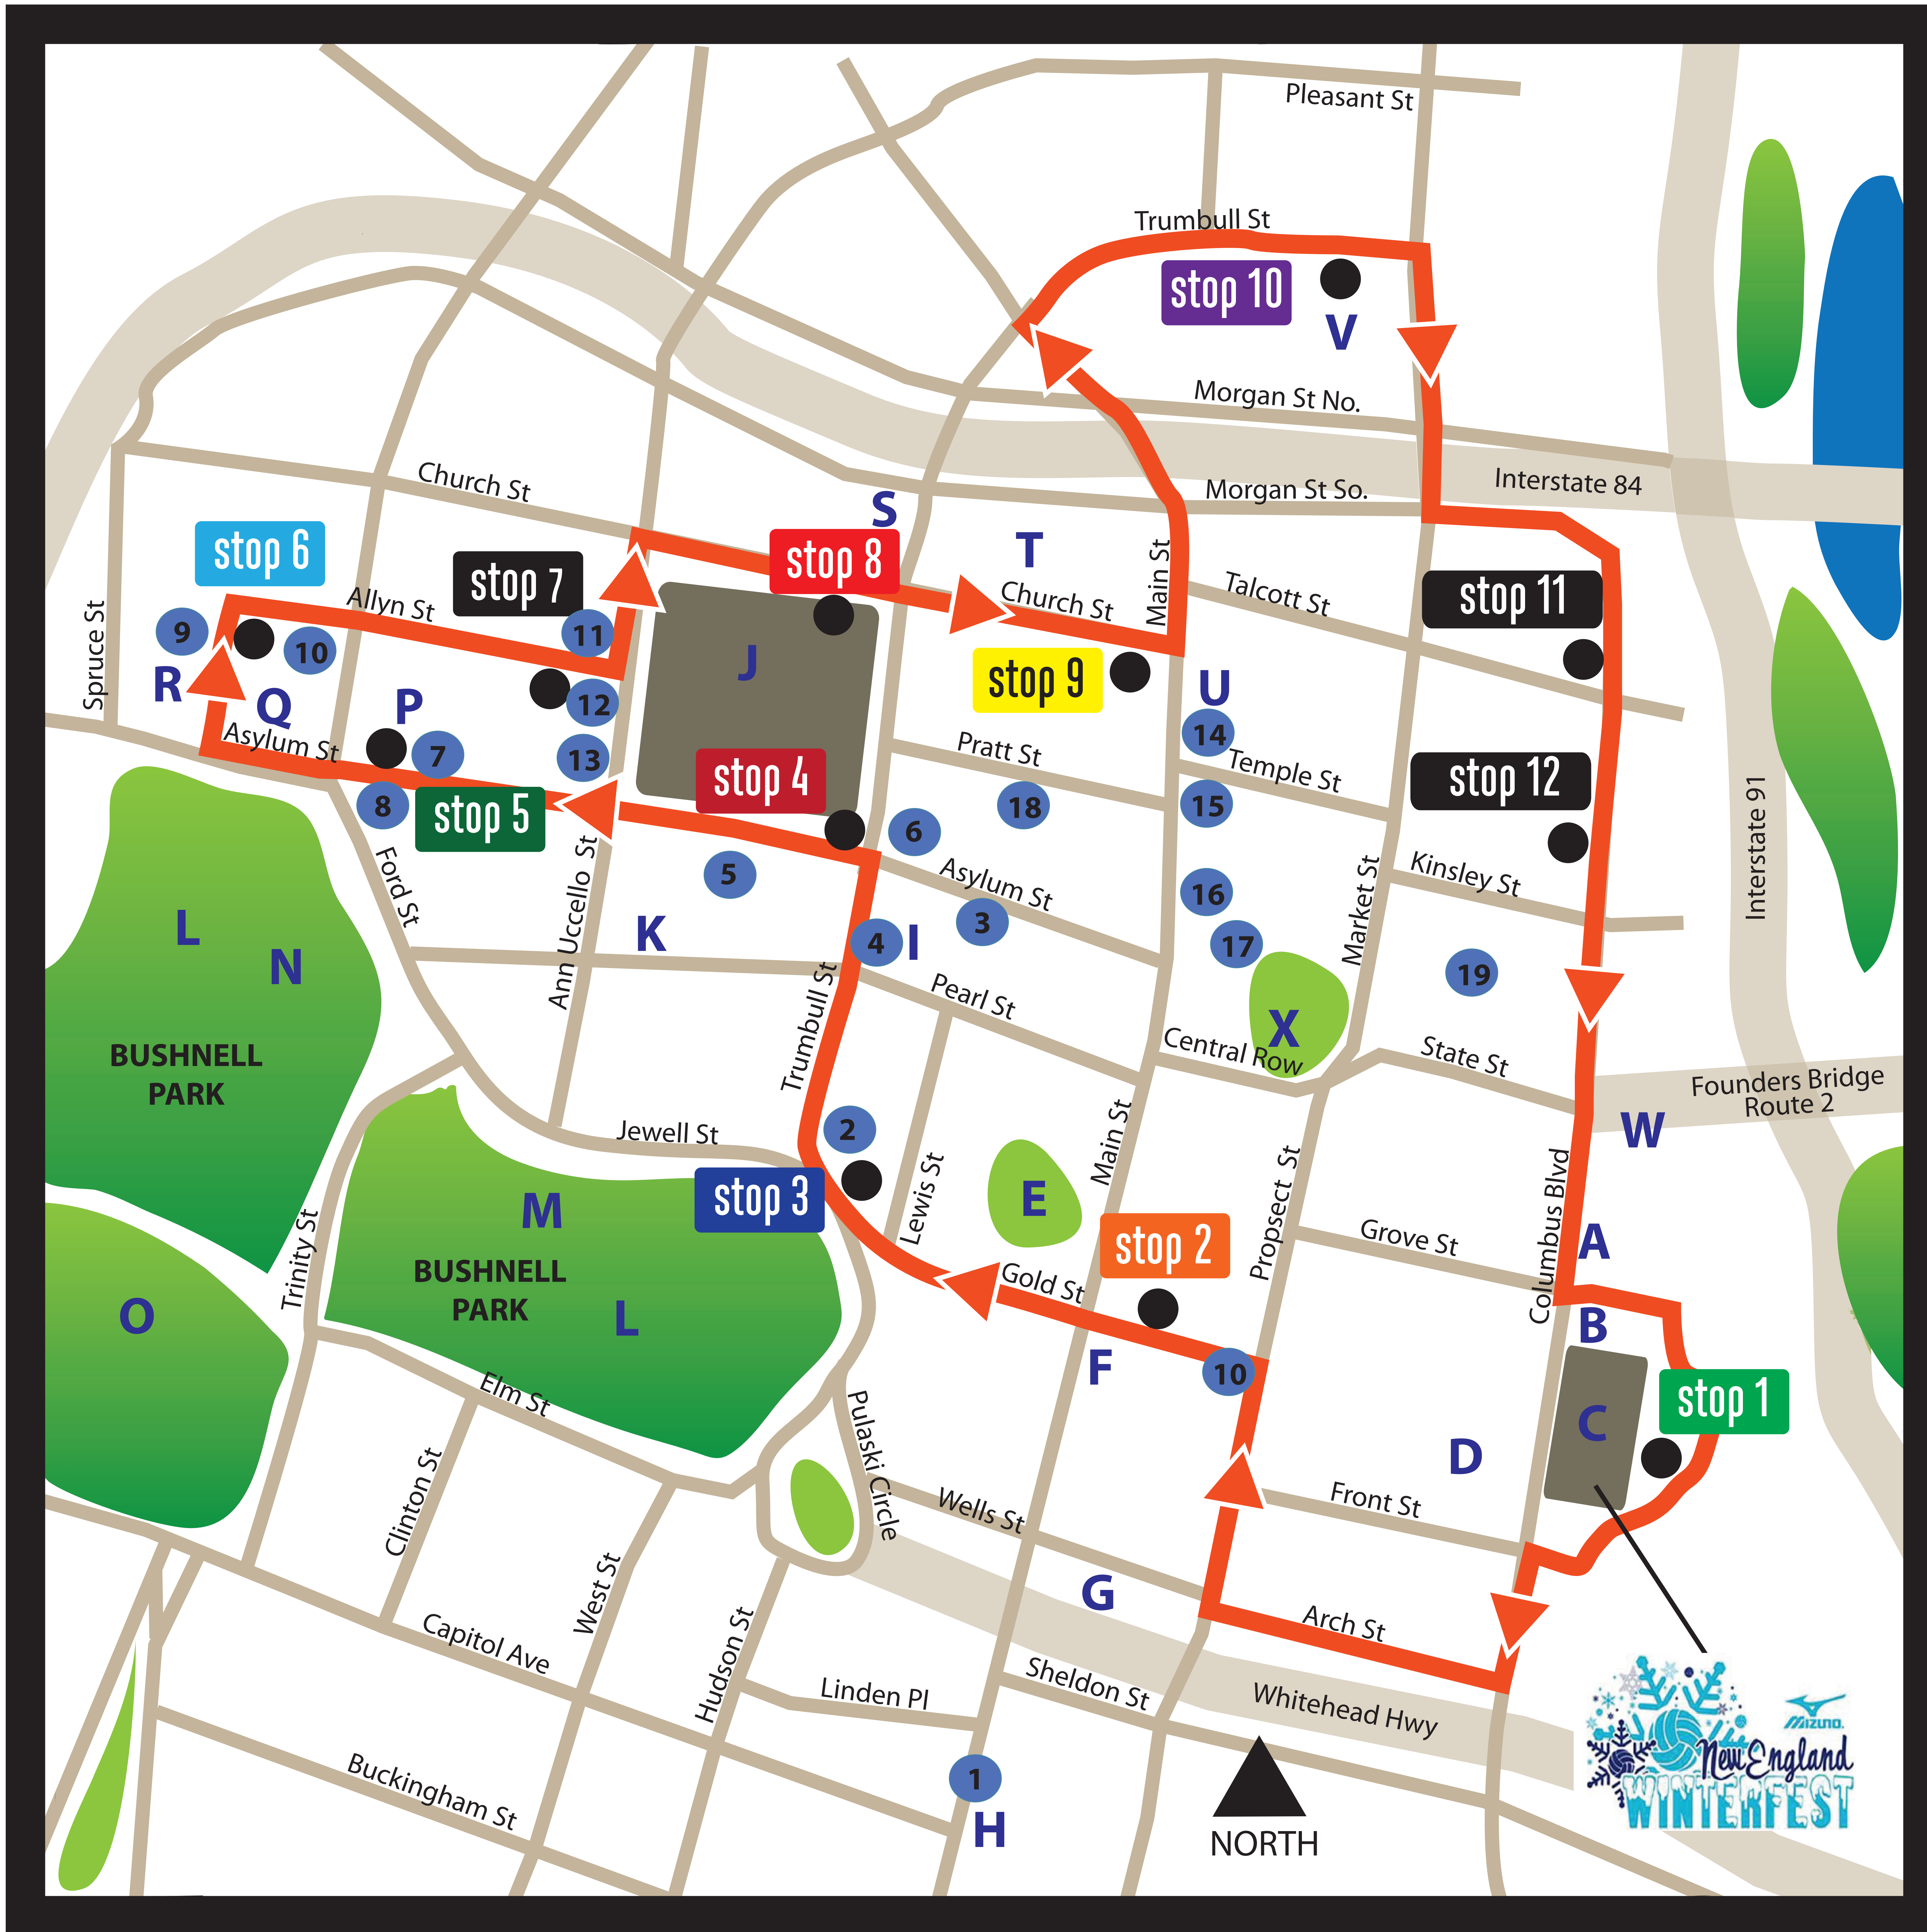 Pleasant St
Trumbull St
stop 10
V
Morgan St No.
Interstate 84
Morgan St So.
Church St
S
T
stop 6
stop 7
stop 8
Main St
Talcott St
stop 11
Church St
Allyn St
Spruce St
9
10
11
J
stop 9
U
R
Q
P
12
14
Asylum St
7
13
Pratt St
Temple St
stop 4
stop 12
8
stop 5
18
15
6
5
Asylum St
Kinsley St
Ford St
Ann Uccello St
16
Market St
Interstate 91
L
N
K
4
I
3
17
19
Pearl St
Trumbull St
X
Central Row
State St
BUSHNELL
PARK
Founders Bridge
Route 2
W
Jewell St
2
Main St
stop 3
Lewis St
E
Propsect St
Columbus Blvd
M
stop 2
Grove St
A
Trinity St
BUSHNELL
PARK
Gold St
O
L
B
F
10
Elm St
Pulaski Circle
stop 1
C
D
Clinton St
Wells St
Front St
West St
G
Arch St
Capitol Ave
Hudson St
Linden Pl
Sheldon St
Whitehead Hwy
Buckingham St
1
H
NORTH
MIZUNO.
New England
WINTERFEST